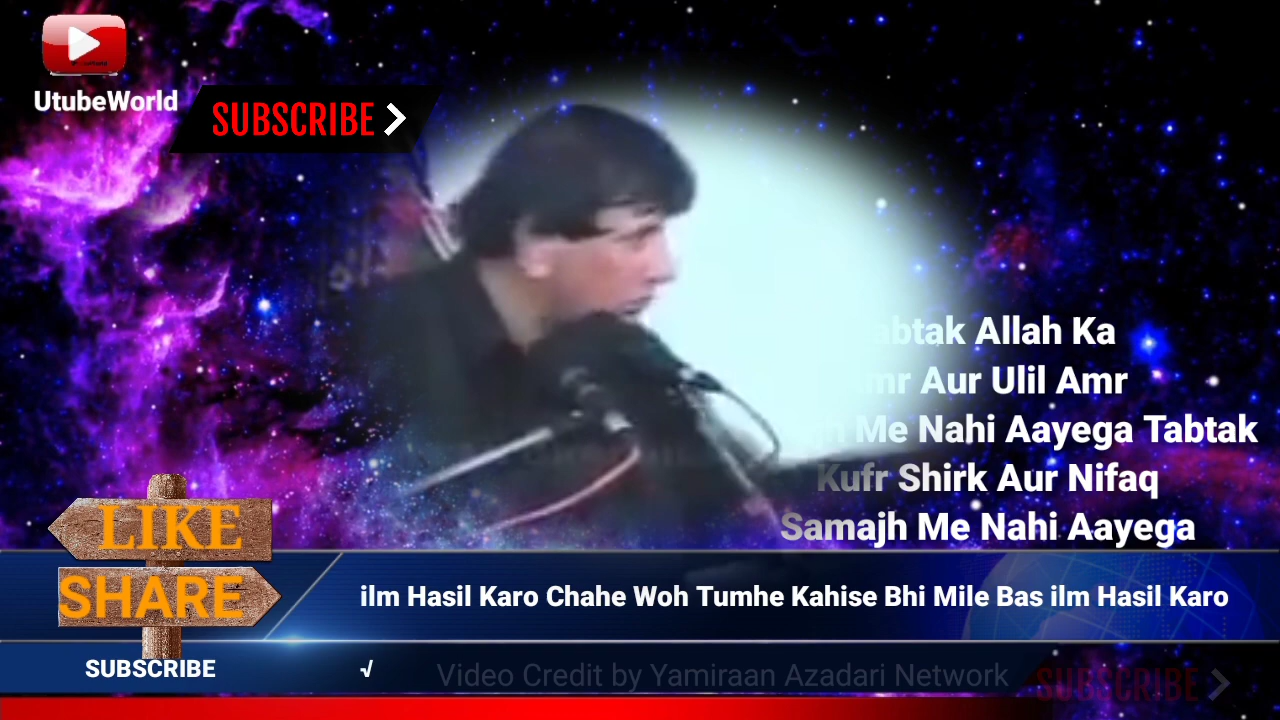 UtubeWorld
SUBSCRIBE
Allah Ka
Aur Ulil Amr
Me Nahi Aayega Tabtak
Kufr Shirk Aur Nifaq
Samajh Me Nahi Aayega
LIKE
SHARE
ilm Hasil Karo Chahe Woh Tumhe Kahise Bhi Mile Bas ilm Hasil Karo
SUBSCRIBE
√
Video Credit by Yamiraan Azadari Network
SUBSCRIBE